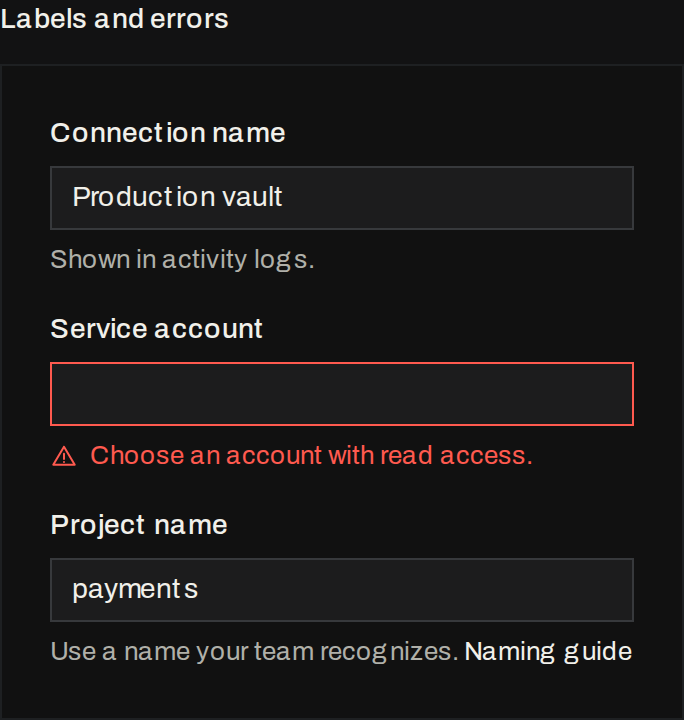 Labels and errors
Connection name
Production vault
Shown in activity logs.
Service account
Choose an account with read access.
Project name
payments
Use a name your team recognizes. Naming guide